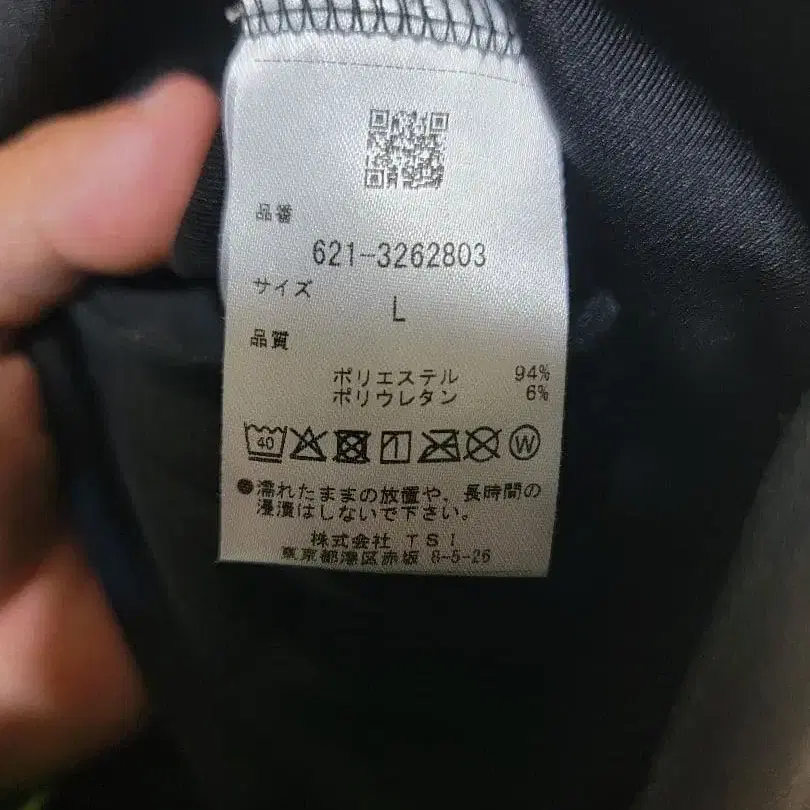 品番
621-3262803
サイズ
L
品質
ポリエステル 94%
ポリウレタン 6%
40
W
●濡れたままの放置や、長時間の
浸漬はしないで下さい。
株式会社 TSI
東京都港区赤坂 8-5-26